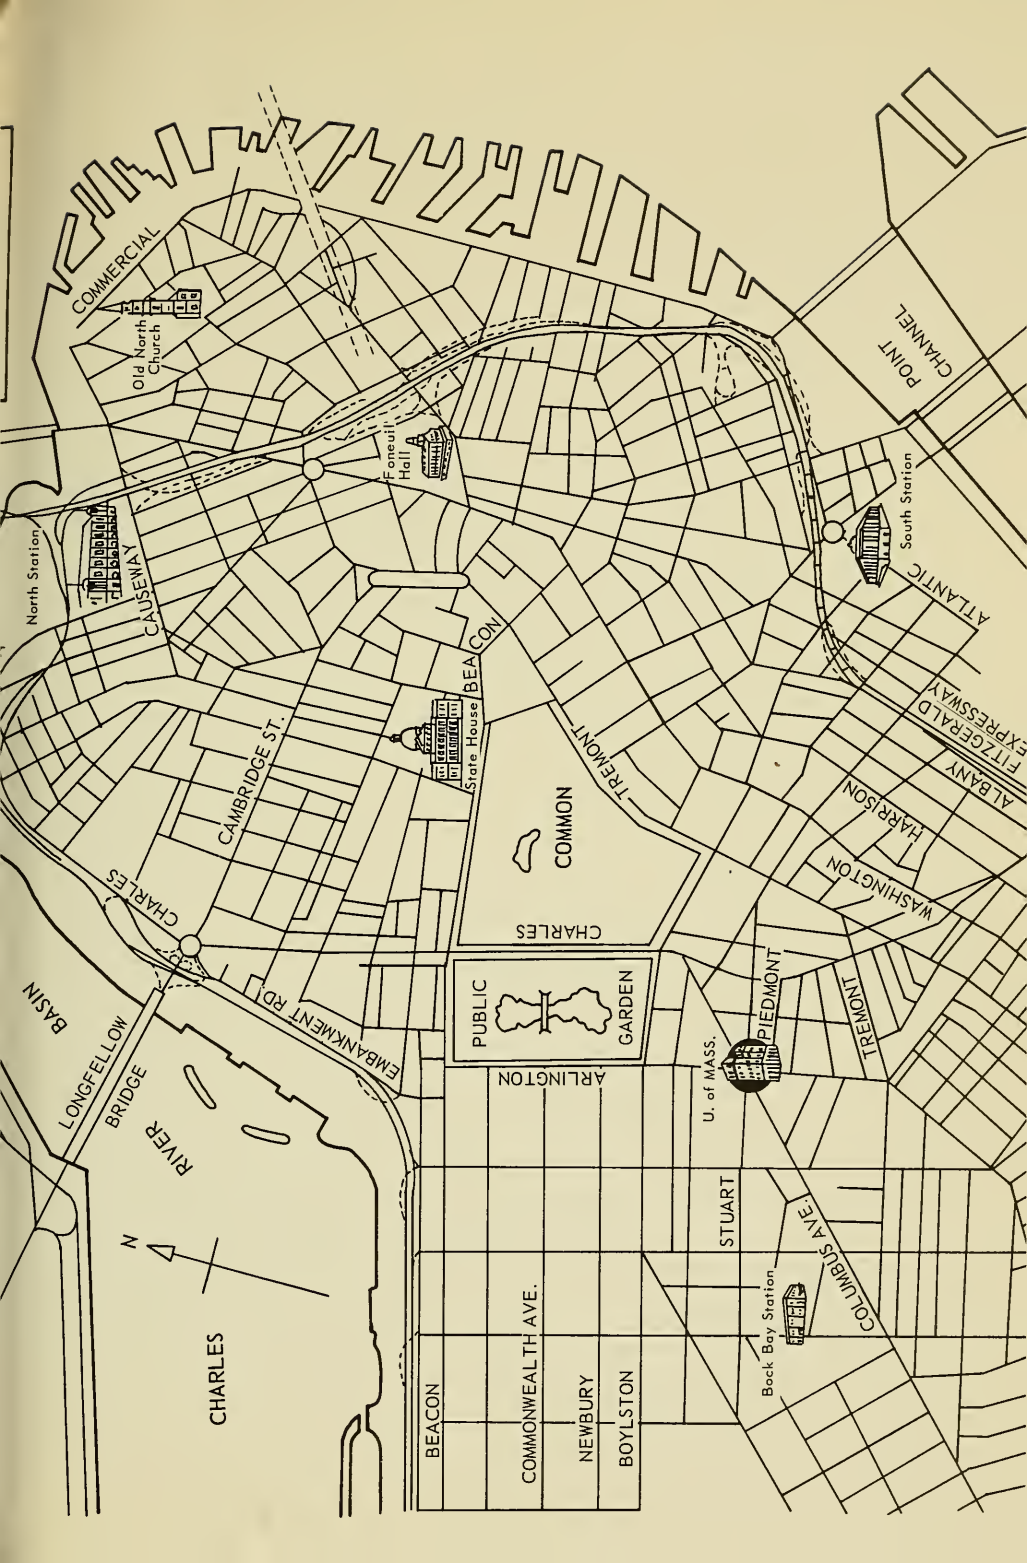 COMMERCIAL
Old North
Church
North Station
CAUSEWAY
Foneuil
Hall
POINT
CHANNEL
South Station
ATLANTIC
BEACON
State House
CAMBRIDGE ST.
TREMONT
COMMON
FITZGERALD
EXPRESSWAY
ALBANY
HARRISON
WASHINGTON
CHARLES
CHARLES
BASIN
LONGFELLOW
BRIDGE
EMBANKMENT RD.
PUBLIC
GARDEN
ARLINGTON
U. of MASS.
PIEDMONT
TREMONT
RIVER
N
CHARLES
STUART
COLUMBUS AVE.
Back Bay Station
BEACON
COMMONWEALTH AVE.
NEWBURY
BOYLSTON